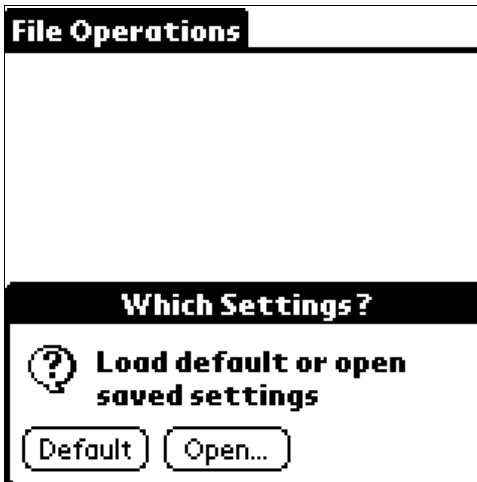 File Operations
Which Settings?
Load default or open
saved settings
Default
Open...